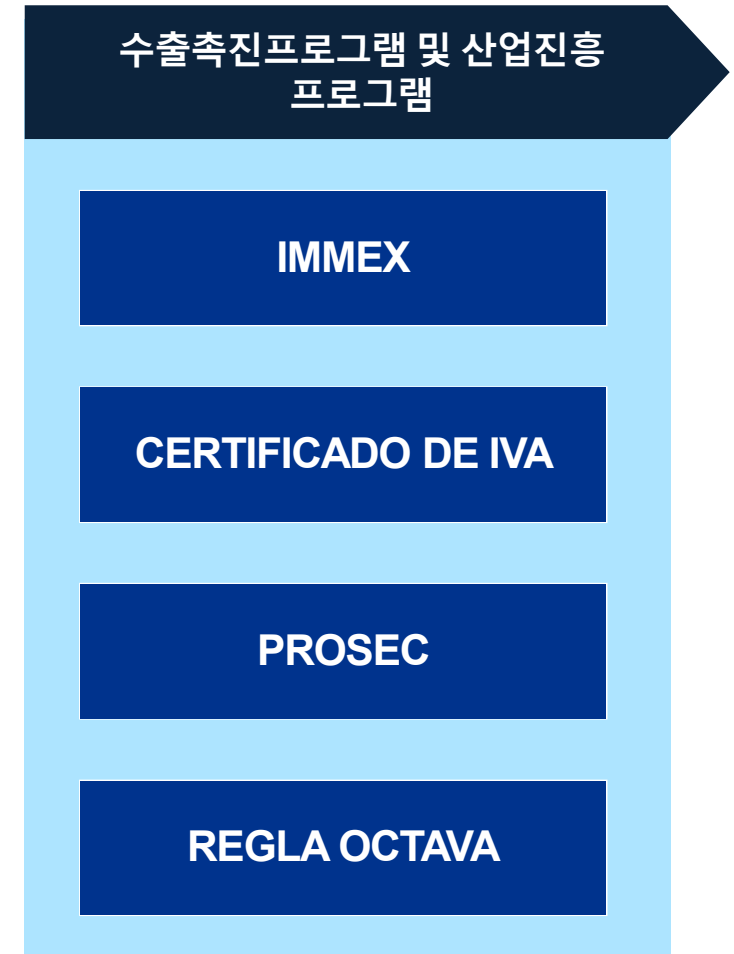 수출촉진프로그램 및 산업진흥
프로그램
IMMEX
CERTIFICADO DE IVA
PROSEC
REGLA OCTAVA